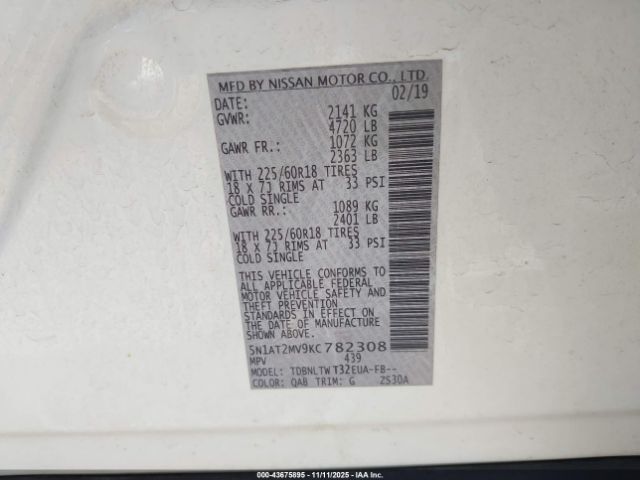 MFD BY NISSAN MOTOR CO., LTD.
DATE: 02/19
GVWR: 2141 KG
4720 LB
GAWR FR.: 1072 KG
2363 LB
WITH 225/60R18 TIRES
18 X 7J RIMS AT 33 PSI
COLD SINGLE
GAWR RR.: 1089 KG
2401 LB
WITH 225/60R18 TIRES
18 X 7J RIMS AT 33 PSI
COLD SINGLE
THIS VEHICLE CONFORMS TO
ALL APPLICABLE FEDERAL
MOTOR VEHICLE SAFETY AND
THEFT PREVENTION
STANDARDS IN EFFECT ON
THE DATE OF MANUFACTURE
SHOWN ABOVE.
5N1AT2MV9KC782308
MPV 439
MODEL: TDBNLTW T32EUA-FB--
COLOR: QAB TRIM: G ZS30A
000-43675895 - 11/11/2025 - IAA Inc.